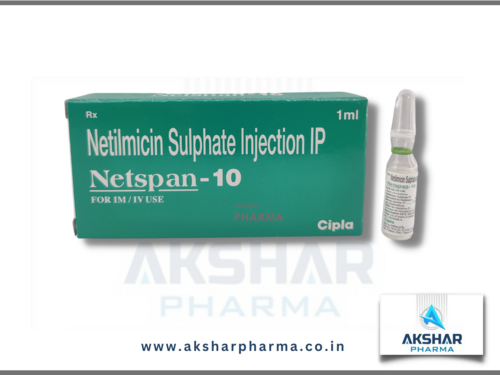 Rx
1ml
Netilmicin Sulphate Injection IP
Netspan-10
FOR IM / IV USE
PHARMA
Cipla
AKSHAR
PHARMA
AKSHAR
PHARMA
www.aksharpharma.co.in